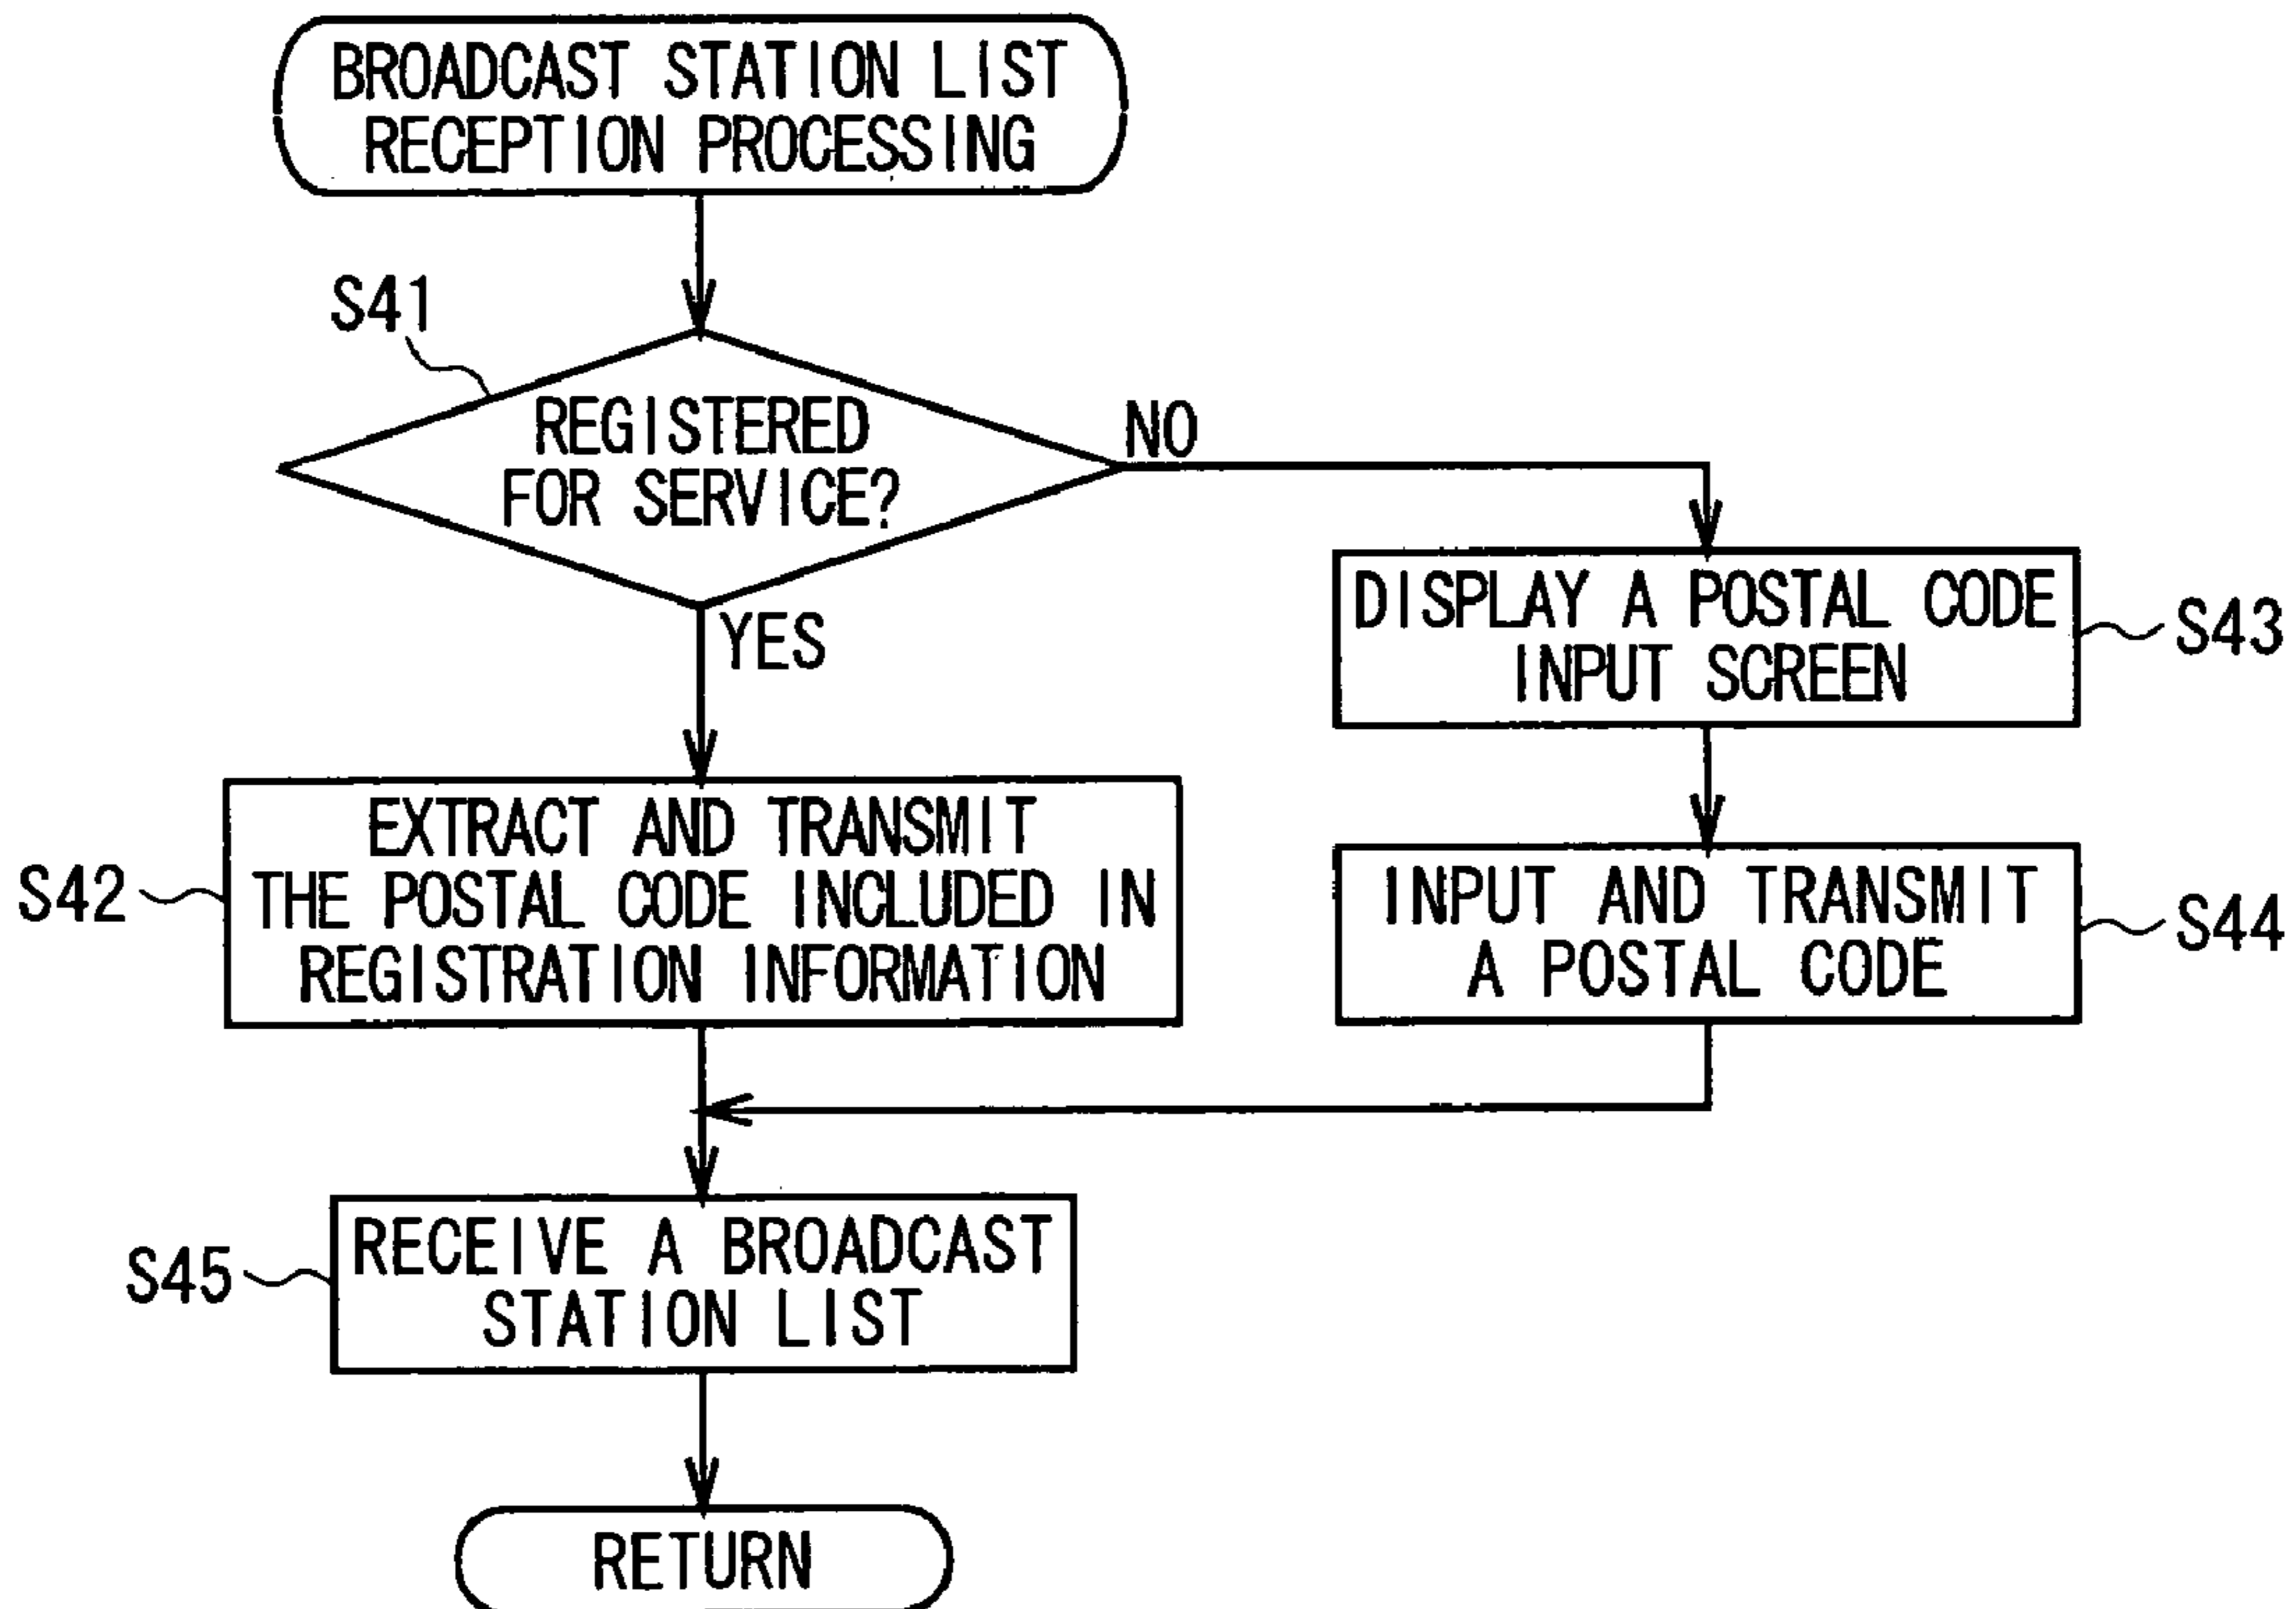 BROADCAST STATION LIST
RECEPTION PROCESSING
S41
REGISTERED
FOR SERVICE?
NO
YES
DISPLAY A POSTAL CODE
INPUT SCREEN
S43
S42
EXTRACT AND TRANSMIT
THE POSTAL CODE INCLUDED IN
REGISTRATION INFORMATION
INPUT AND TRANSMIT
A POSTAL CODE
S44
S45
RECEIVE A BROADCAST
STATION LIST
RETURN